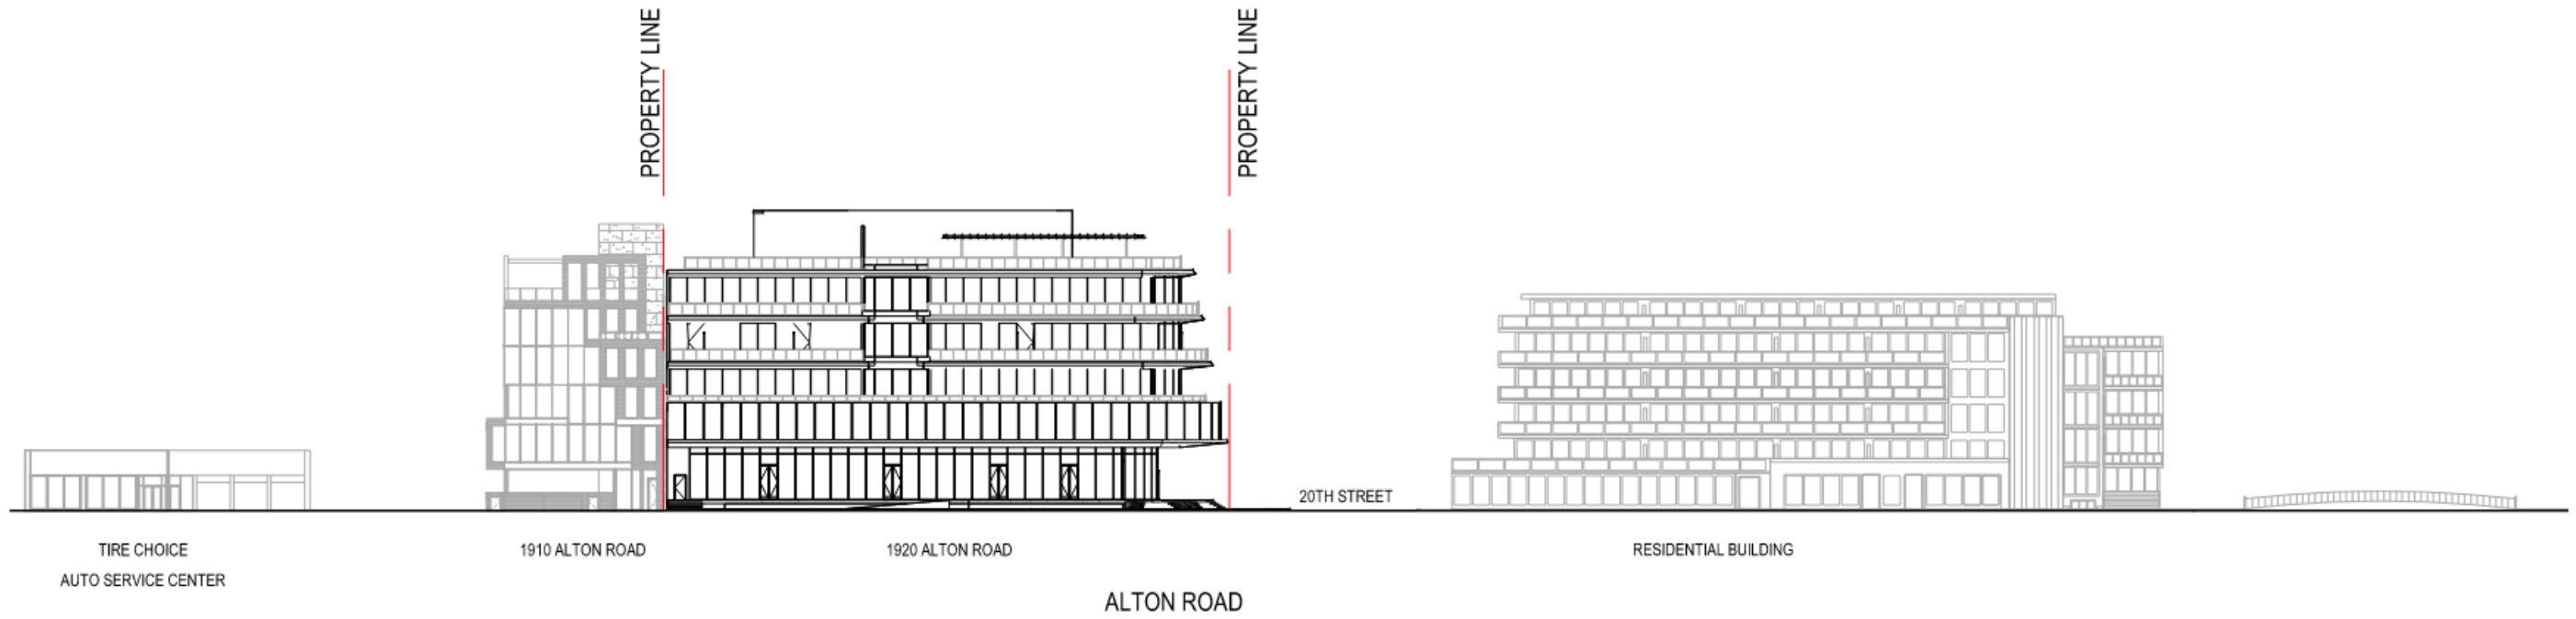 PROPERTY LINE
PROPERTY LINE
20TH STREET
TIRE CHOICE
AUTO SERVICE CENTER
1910 ALTON ROAD
1920 ALTON ROAD
RESIDENTIAL BUILDING
ALTON ROAD